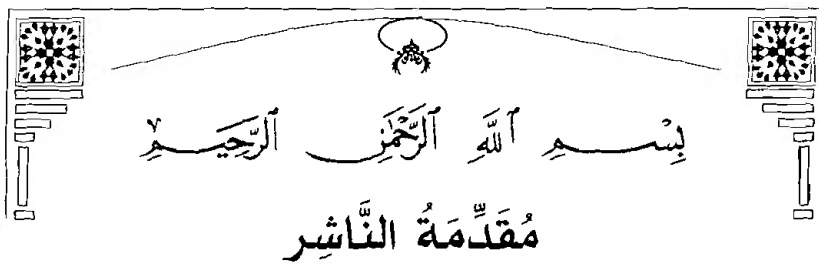 بِسْمِ ٱللَّهِ ٱلرَّحْمَٰنِ ٱلرَّحِيمِ
مُقَدِّمَةُ النَّاشِر